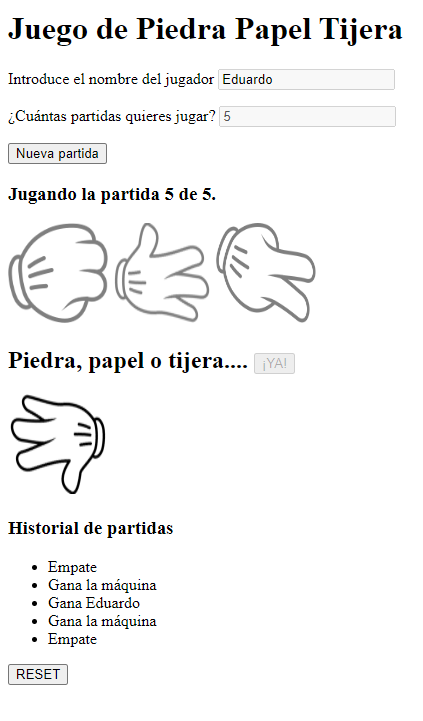 Juego de Piedra Papel Tijera
Introduce el nombre del jugador Eduardo
¿Cuántas partidas quieres jugar? 5
Nueva partida
Jugando la partida 5 de 5.
Piedra, papel o tijera.... ¡YA!
Historial de partidas
• Empate
• Gana la máquina
• Gana Eduardo
• Gana la máquina
• Empate
RESET